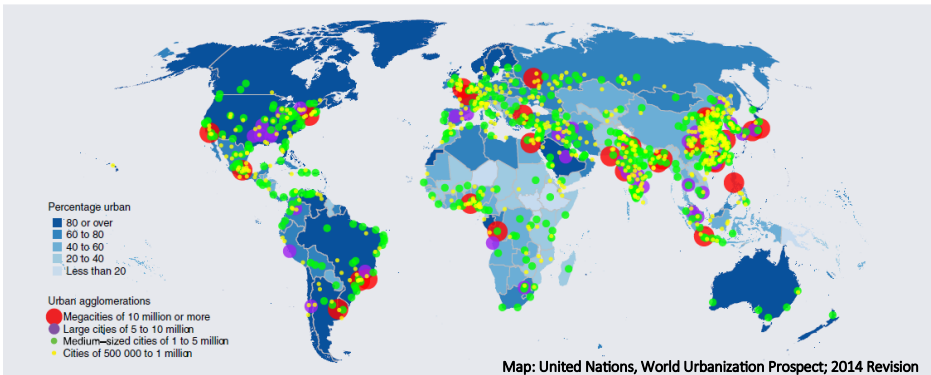 Percentage urban
80 or over
60 to 80
40 to 60
20 to 40
Less than 20
Urban agglomerations
Megacities of 10 million or more
Large citjes of 5 to 10 million
Medium–sized cities of 1 to 5 million
Cities of 500 000 to 1 million
Map: United Nations, World Urbanization Prospect; 2014 Revision